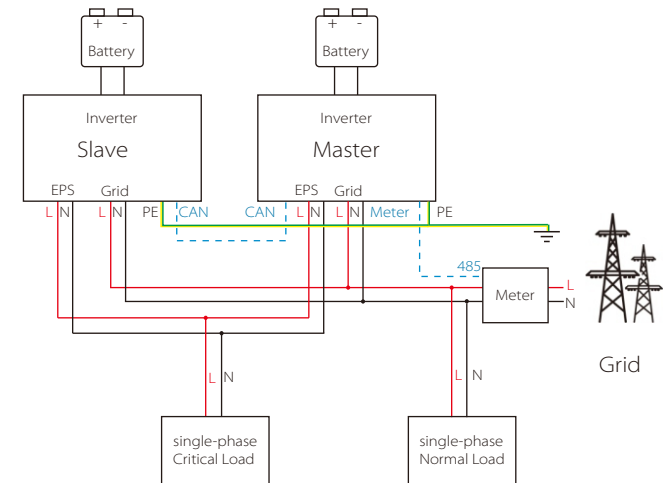 + -
Battery
+ -
Battery
Inverter
Slave
Inverter
Master
EPS Grid
L N L N PE CAN
EPS Grid
CAN L N L N Meter PE
485
Meter
L
N
Grid
L N
L N
single-phase
Critical Load
single-phase
Normal Load